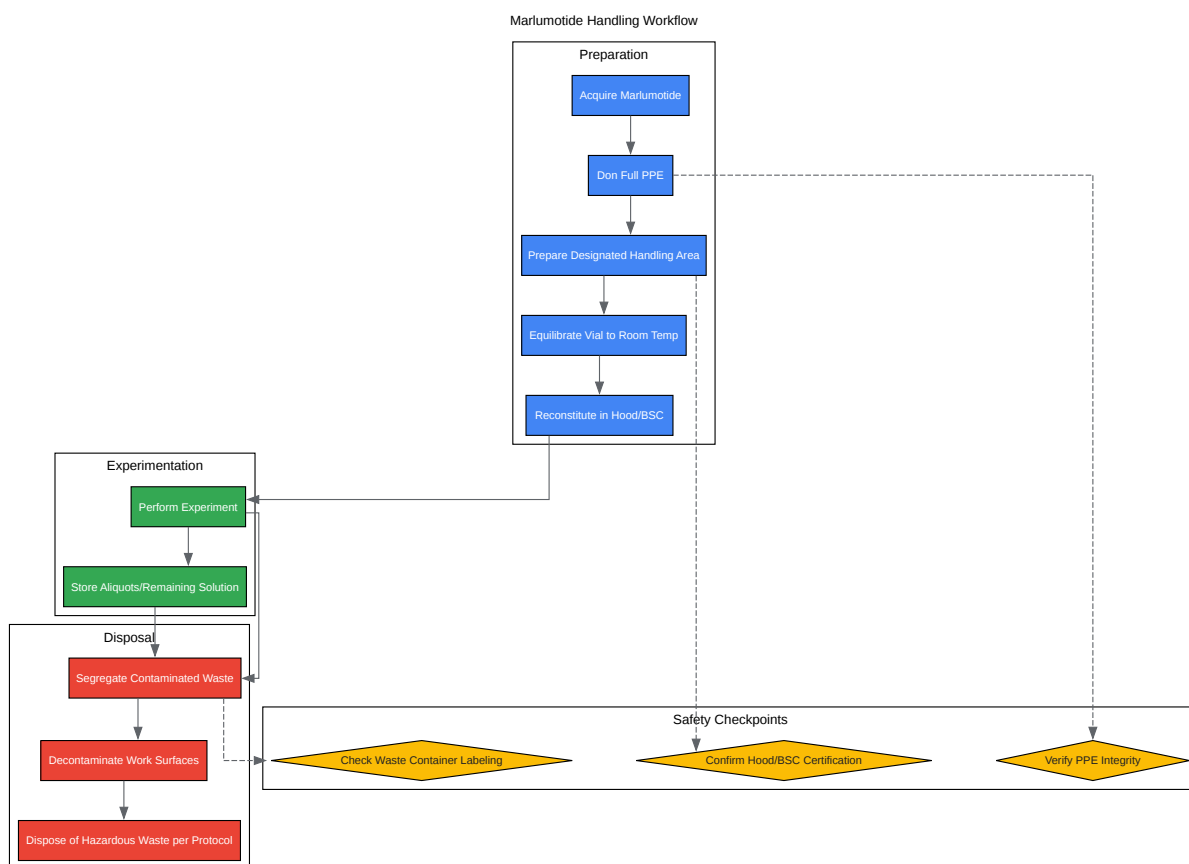 Marlumotide Handling Workflow
Preparation
Acquire Marlumotide
Don Full PPE
Prepare Designated Handling Area
Equilibrate Vial to Room Temp
Reconstitute in Hood/BSC
Experimentation
Perform Experiment
Store Aliquots/Remaining Solution
Disposal
Segregate Contaminated Waste
Decontaminate Work Surfaces
Dispose of Hazardous Waste per Protocol
Safety Checkpoints
Check Waste Container Labeling
Confirm Hood/BSC Certification
Verify PPE Integrity